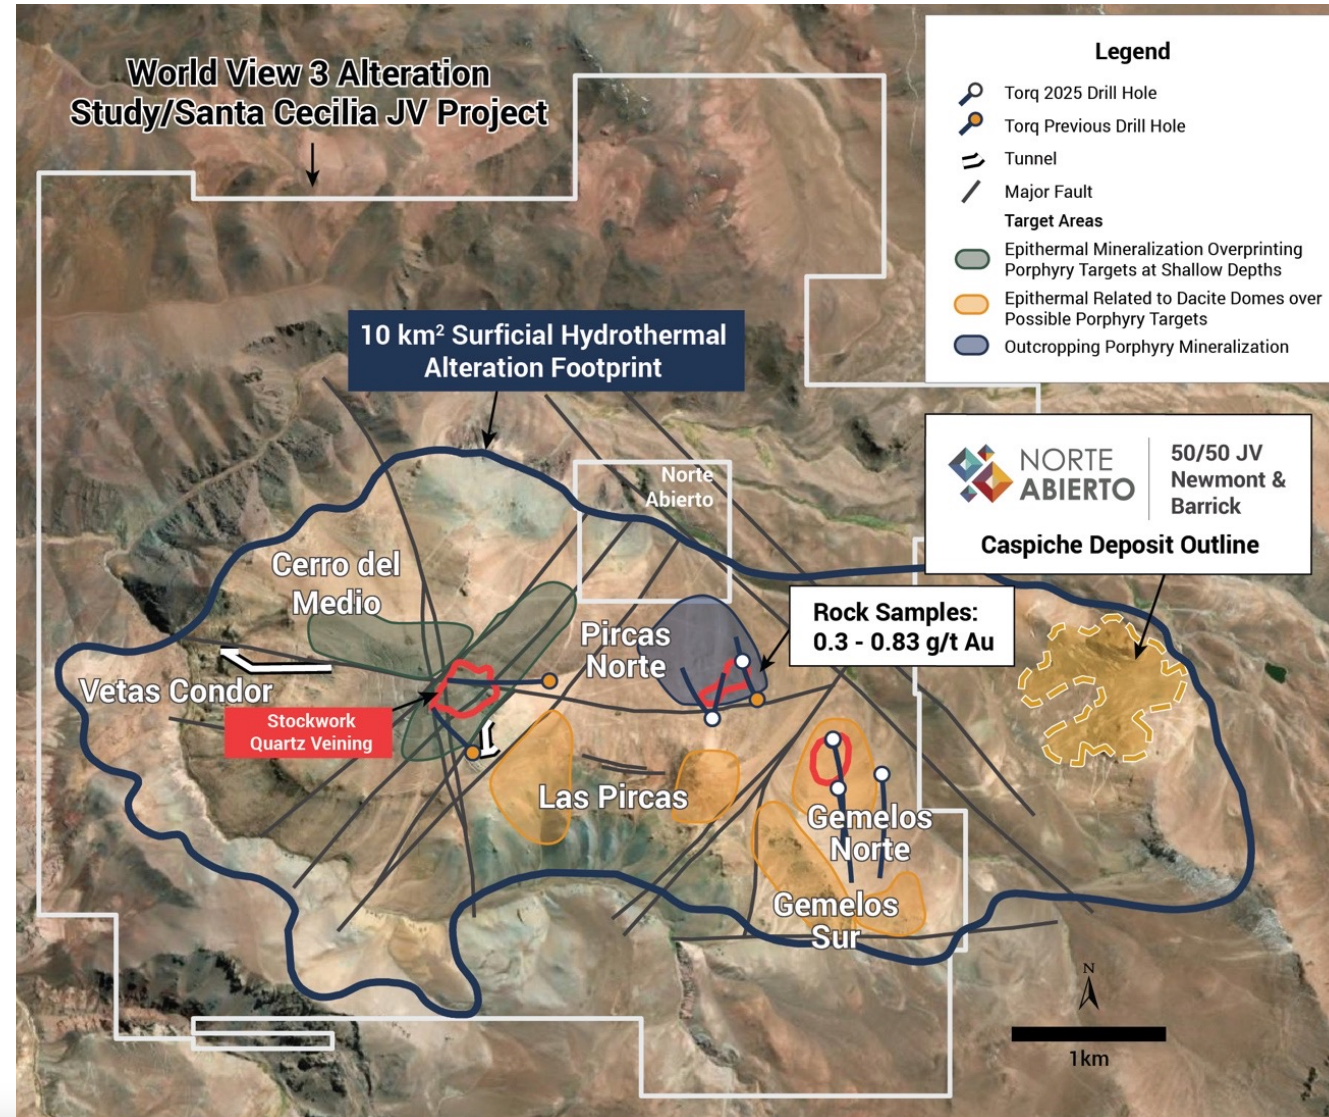 World View 3 Alteration
Study/Santa Cecilia JV Project
Legend
Torq 2025 Drill Hole
Torq Previous Drill Hole
Tunnel
Major Fault
Target Areas
Epithermal Mineralization Overprinting
Porphyry Targets at Shallow Depths
Epithermal Related to Dacite Domes over
Possible Porphyry Targets
Outcropping Porphyry Mineralization
10 km² Surficial Hydrothermal
Alteration Footprint
NORTE
ABIERTO
50/50 JV
Newmont &
Barrick
Caspiche Deposit Outline
Norte
Abierto
Cerro del
Medio
Rock Samples:
0.3 - 0.83 g/t Au
Pircas
Norte
Vetas Condor
Stockwork
Quartz Veining
Las Pircas
Gemelos
Norte
Gemelos
Sur
N
1km